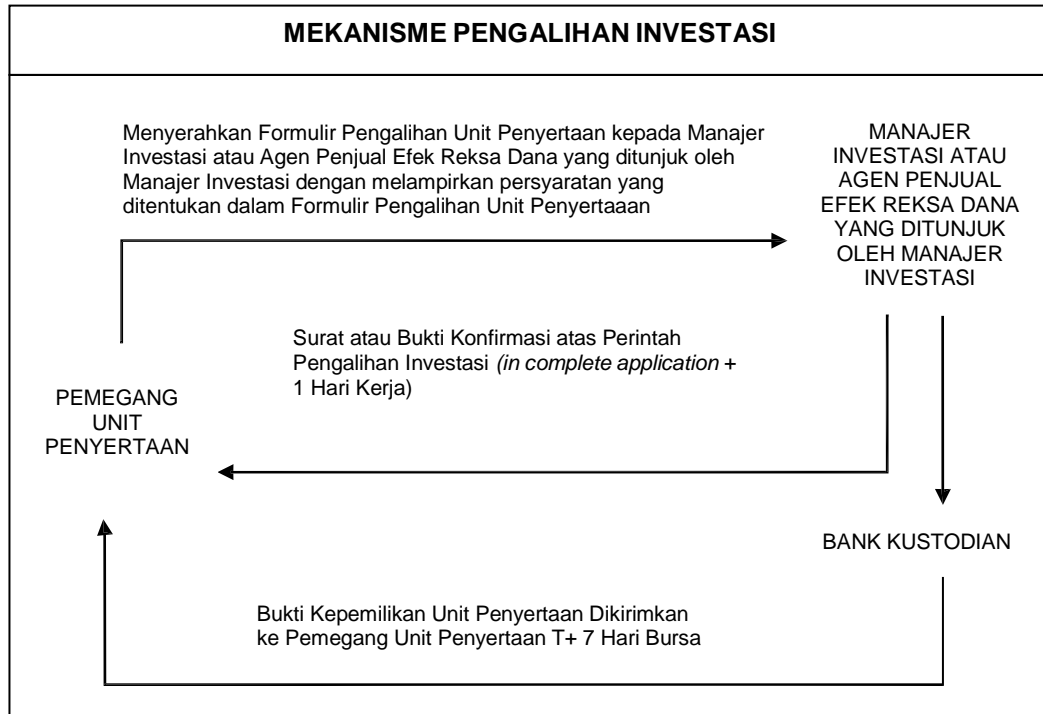 MEKANISME PENGALIHAN INVESTASI
Menyerahkan Formulir Pengalihan Unit Penyertaan kepada Manajer
Investasi atau Agen Penjual Efek Reksa Dana yang ditunjuk oleh
Manajer Investasi dengan melampirkan persyaratan yang
ditentukan dalam Formulir Pengalihan Unit Penyertaaan
MANAJER
INVESTASI ATAU
AGEN PENJUAL
EFEK REKSA DANA
YANG DITUNJUK
OLEH MANAJER
INVESTASI
Surat atau Bukti Konfirmasi atas Perintah
Pengalihan Investasi (in complete application +
1 Hari Kerja)
PEMEGANG
UNIT
PENYERTAAN
BANK KUSTODIAN
Bukti Kepemilikan Unit Penyertaan Dikirimkan
ke Pemegang Unit Penyertaan T+ 7 Hari Bursa